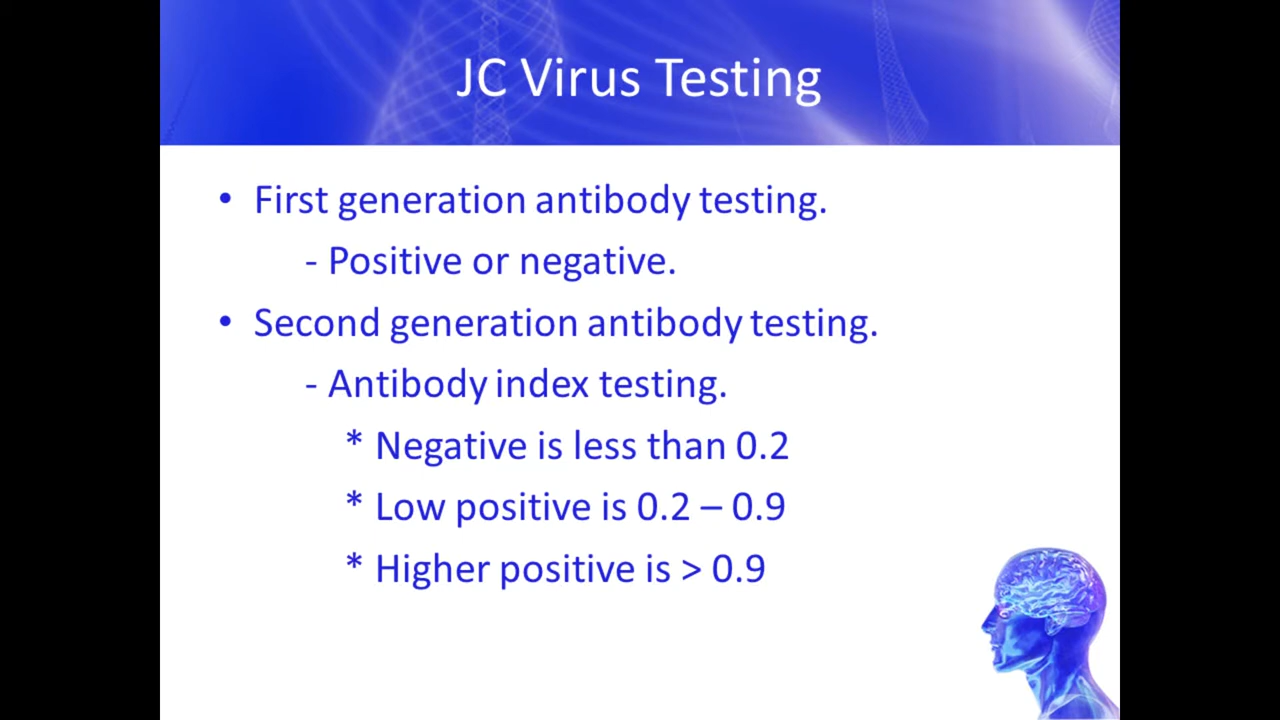 JC Virus Testing
• First generation antibody testing.
- Positive or negative.
• Second generation antibody testing.
- Antibody index testing.
* Negative is less than 0.2
* Low positive is 0.2 – 0.9
* Higher positive is > 0.9